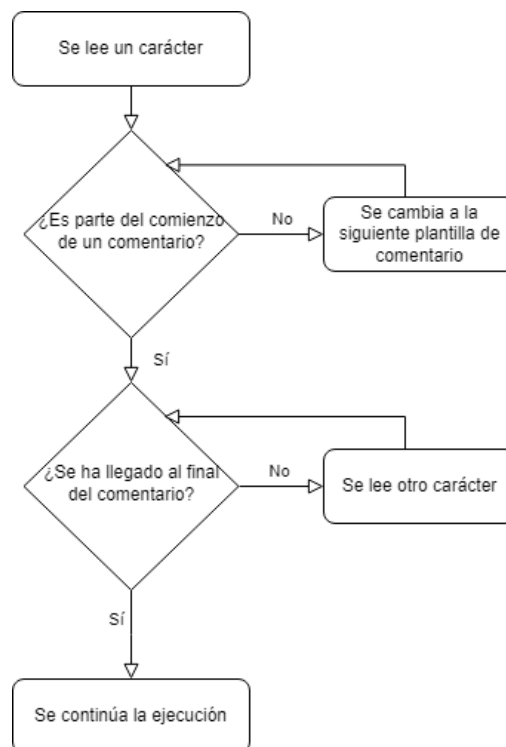 Se lee un carácter
¿Es parte del comienzo
de un comentario?
No
Se cambia a la
siguiente plantilla de
comentario
Sí
¿Se ha llegado al final
del comentario?
No
Se lee otro carácter
Sí
Se continúa la ejecución